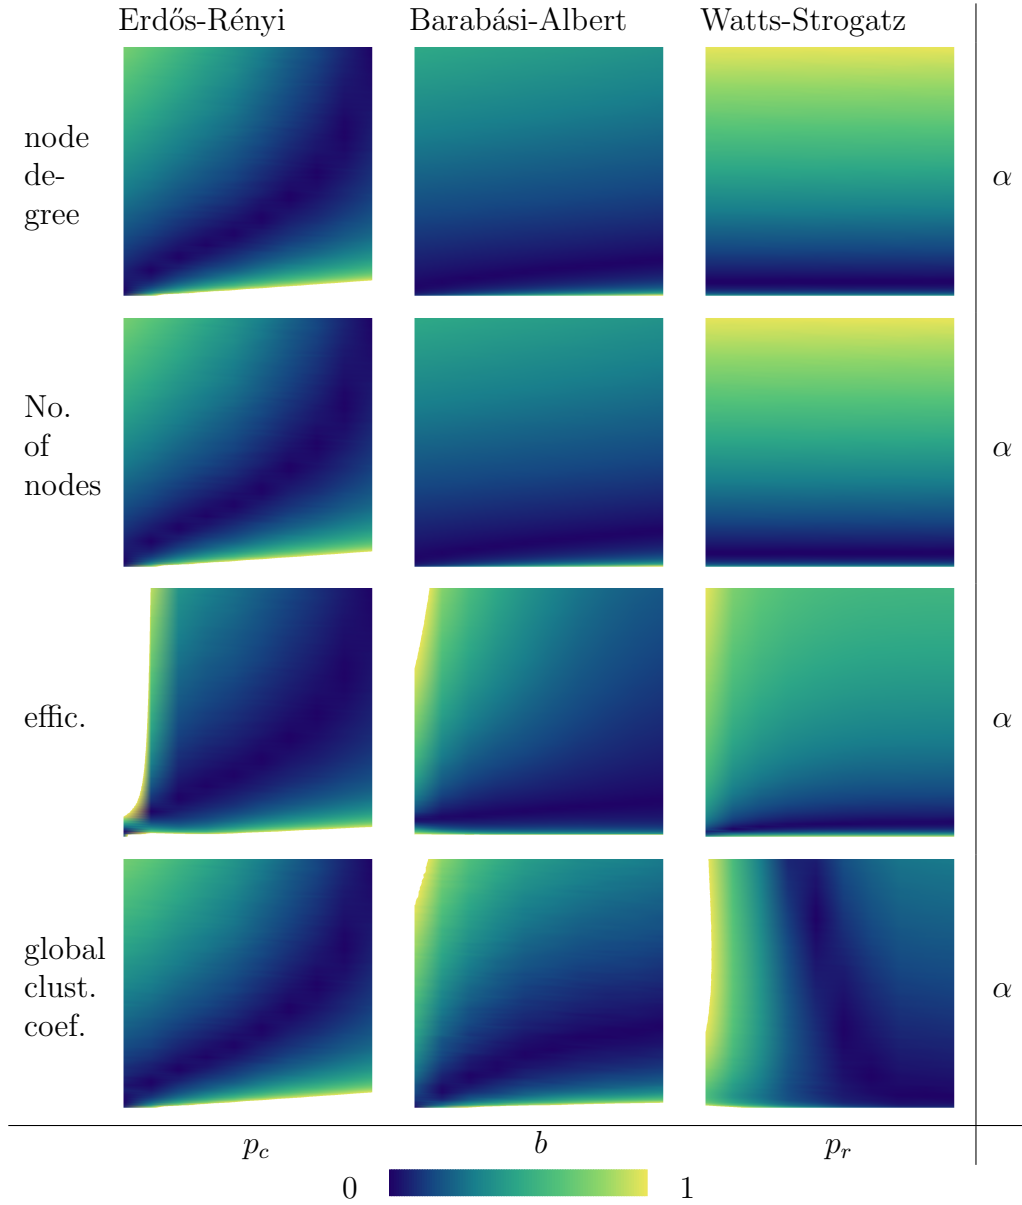 Erdős-Rényi Barabási-Albert Watts-Strogatz
node
de-
gree
α
No.
of
nodes
α
effic.
α
global
clust.
coef.
α
p_c b p_r
0 1